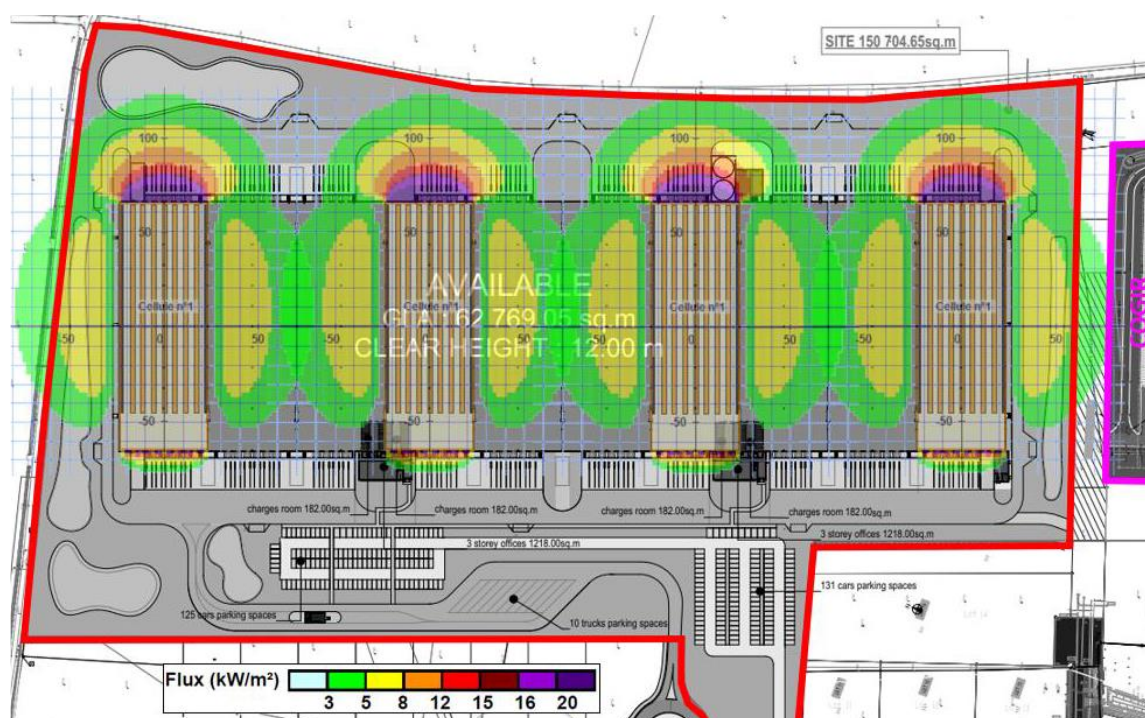 SITE 150 704.65sq.m
100
100
100
100
50
50
50
50
AVAILABLE
Cellule n°1
Cellule n°1
Cellule n°1
Cellule n°1
GLA : 62 769.05 sq.m
CLEAR HEIGHT 12.00 m
-50
0
50
-50
0
50
-50
0
50
-50
0
50
-50
-50
-50
-50
charges room 182.00sq.m
charges room 182.00sq.m
charges room 182.00sq.m
charges room 182.00sq.m
3 storey offices 1218.00sq.m
3 storey offices 1218.00sq.m
125 cars parking spaces
10 trucks parking spaces
131 cars parking spaces
Flux (kW/m²)
3 5 8 12 15 16 20